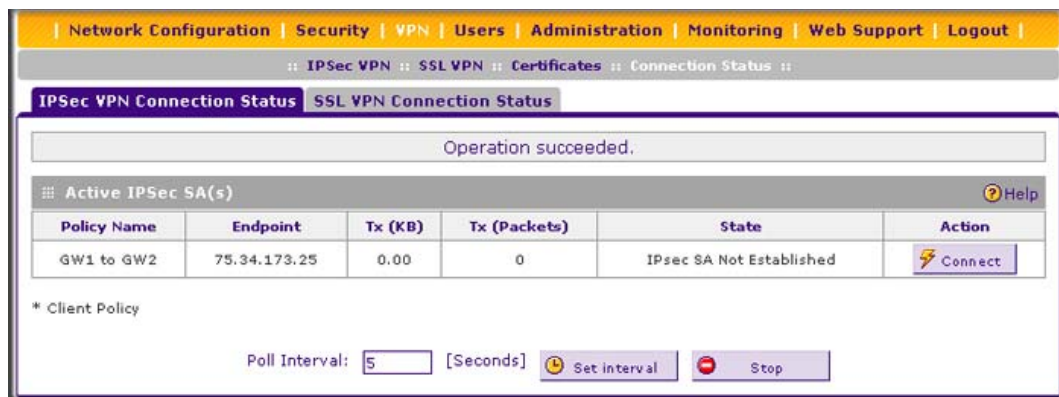 | Network Configuration | Security | VPN | Users | Administration | Monitoring | Web Support | Logout |
:: IPSec VPN :: SSL VPN :: Certificates :: Connection Status ::
IPSec VPN Connection Status SSL VPN Connection Status
Operation succeeded.
Active IPSec SA(s) Help
Policy Name Endpoint Tx (KB) Tx (Packets) State Action
GW1 to GW2 75.34.173.25 0.00 0 IPsec SA Not Established Connect
* Client Policy
Poll Interval: 5 [Seconds] Set interval Stop